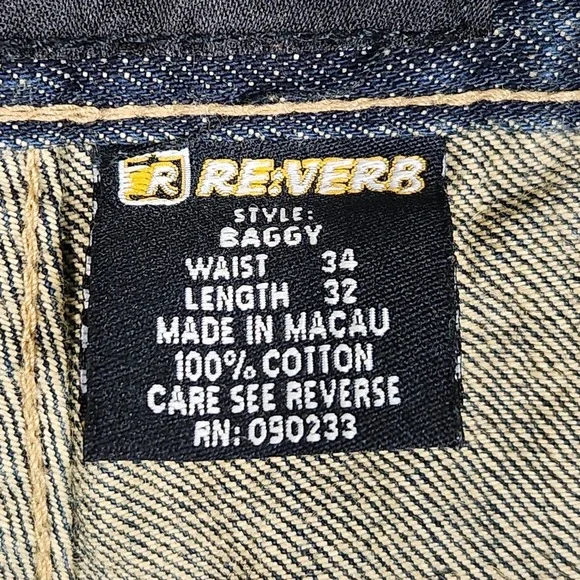 R RE:VERB
STYLE:
BAGGY
WAIST 34
LENGTH 32
MADE IN MACAU
100% COTTON
CARE SEE REVERSE
RN: 090233